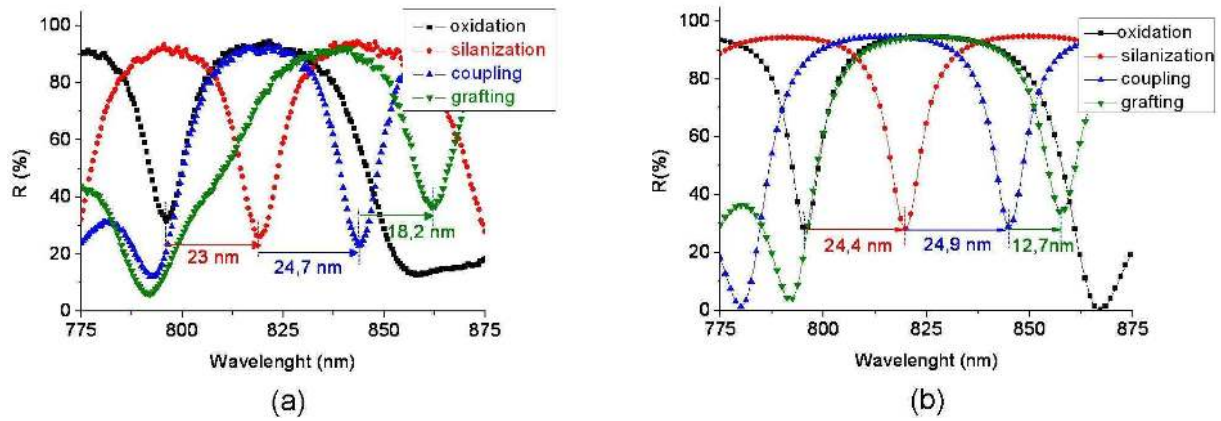 100
80
60
40
20
0
R (%)
oxidation
silanization
coupling
grafting
23 nm
24,7 nm
18,2 nm
775
800
825
850
875
Wavelenght (nm)
(a)
100
80
60
40
20
0
R(%)
oxidation
silanization
coupling
grafting
24,4 nm
24,9 nm
12,7nm
775
800
825
850
875
Wavelenght (nm)
(b)